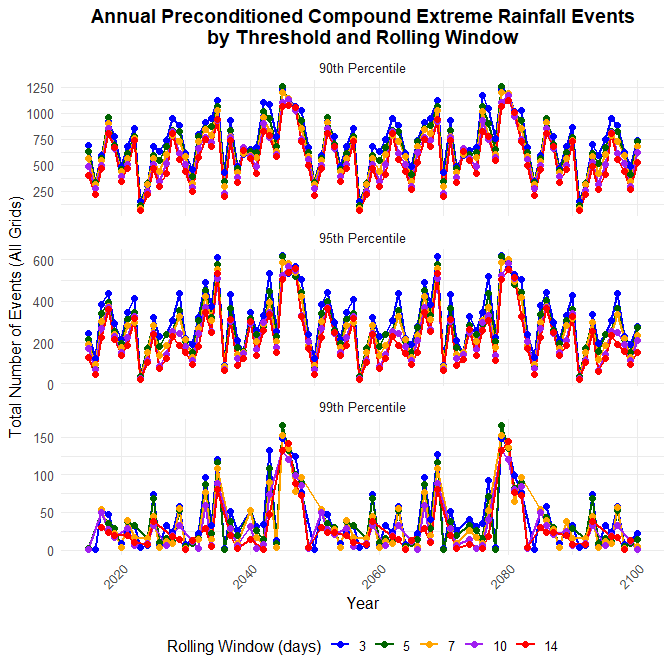 Annual Preconditioned Compound Extreme Rainfall Events
by Threshold and Rolling Window
90th Percentile
1250
1000
750
500
250
95th Percentile
600
400
200
0
99th Percentile
150
100
50
0
Total Number of Events (All Grids)
2020
2040
2060
2080
2100
Year
Rolling Window (days) 3 5 7 10 14